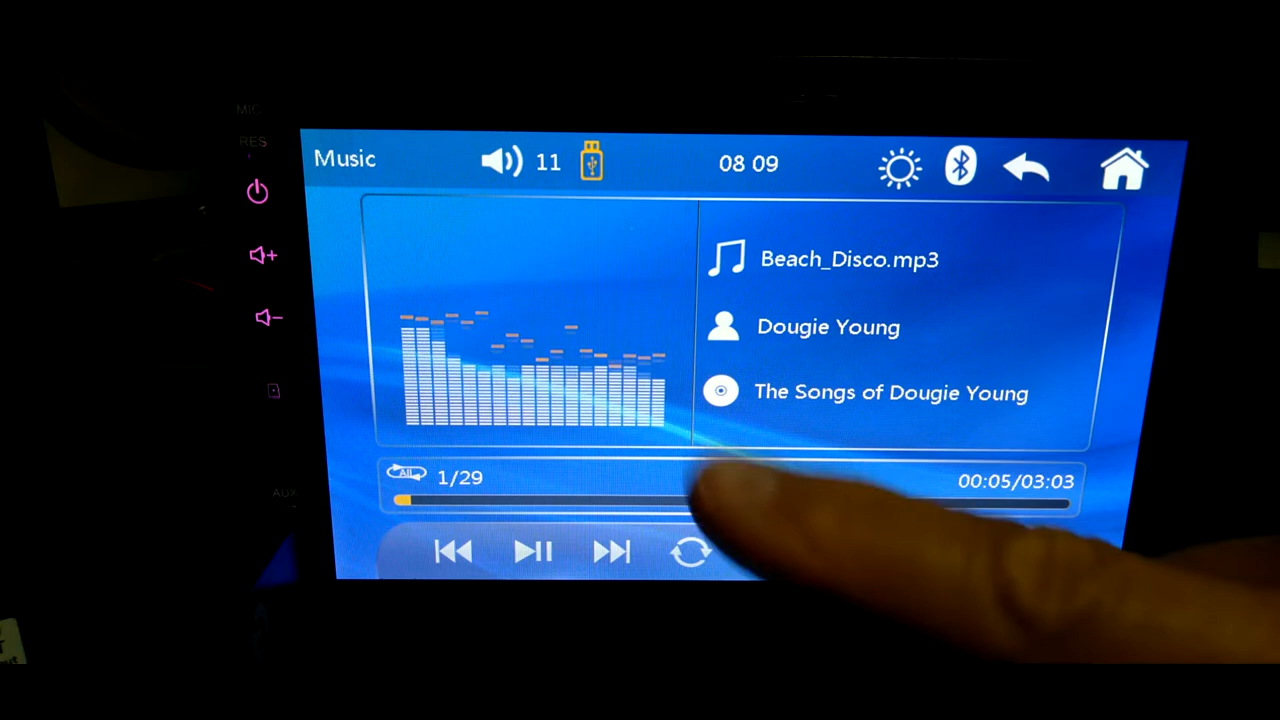 MIC
RES
Music
11
08 09
Beach_Disco.mp3
Dougie Young
The Songs of Dougie Young
All
1/29
00:05/03:03
AUX